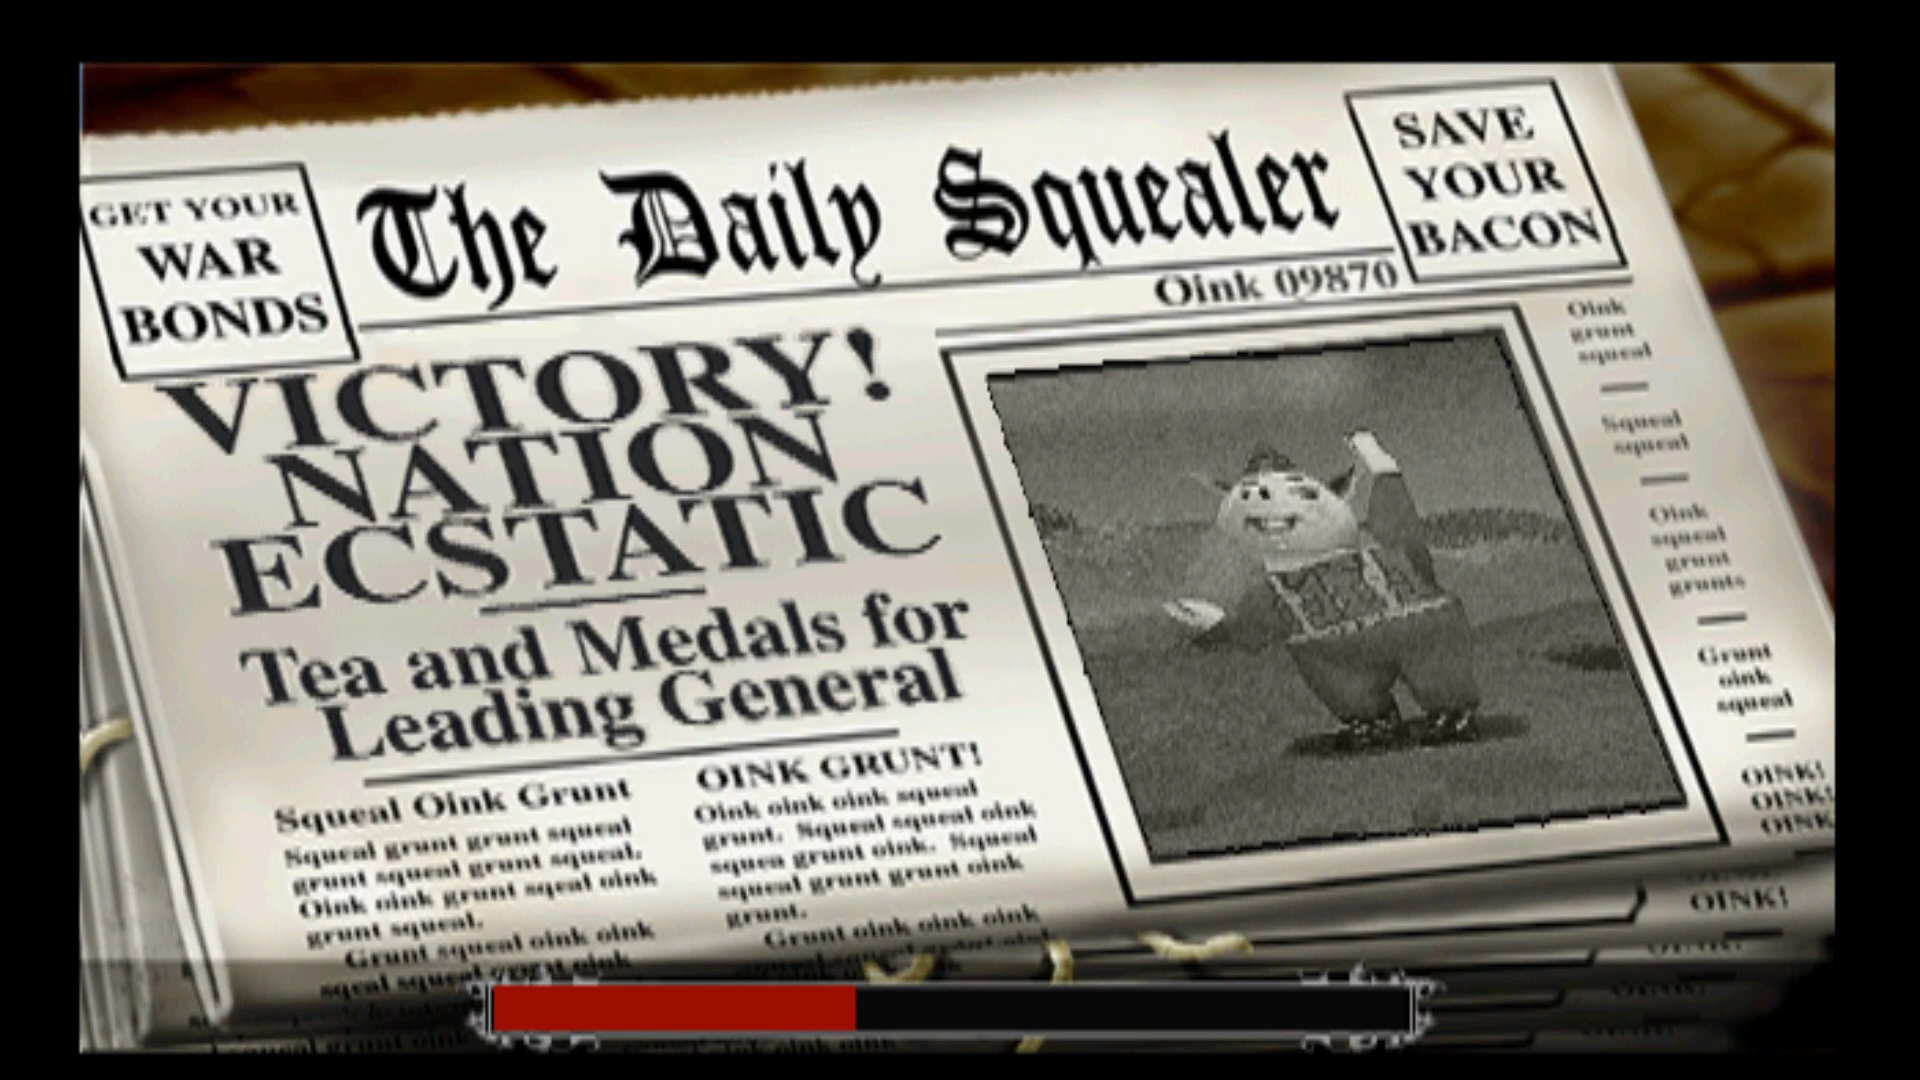 GET YOUR
WAR
BONDS
The Daily Squealer
SAVE
YOUR
BACON
Oink 09870
VICTORY!
NATION
ECSTATIC
Tea and Medals for
Leading General
Squeal Oink Grunt
Squeal grunt grunt squeal
grunt squeal grunt squeal.
Oink oink grunt sqeal oink
grunt squeal.
Grunt squeal oink oink
OINK GRUNT!
Oink oink oink squeal
grunt. Squeal squeal oink
squea grunt oink. Squeal
squeal grunt grunt oink
grunt.
Grunt oink oink oink
Oink
grunt
squeal
Squeal
squeal
Oink
squeal
grunt
grunts
Grunt
oink
squeal
OINK!
OINK!
OINK
OINK!